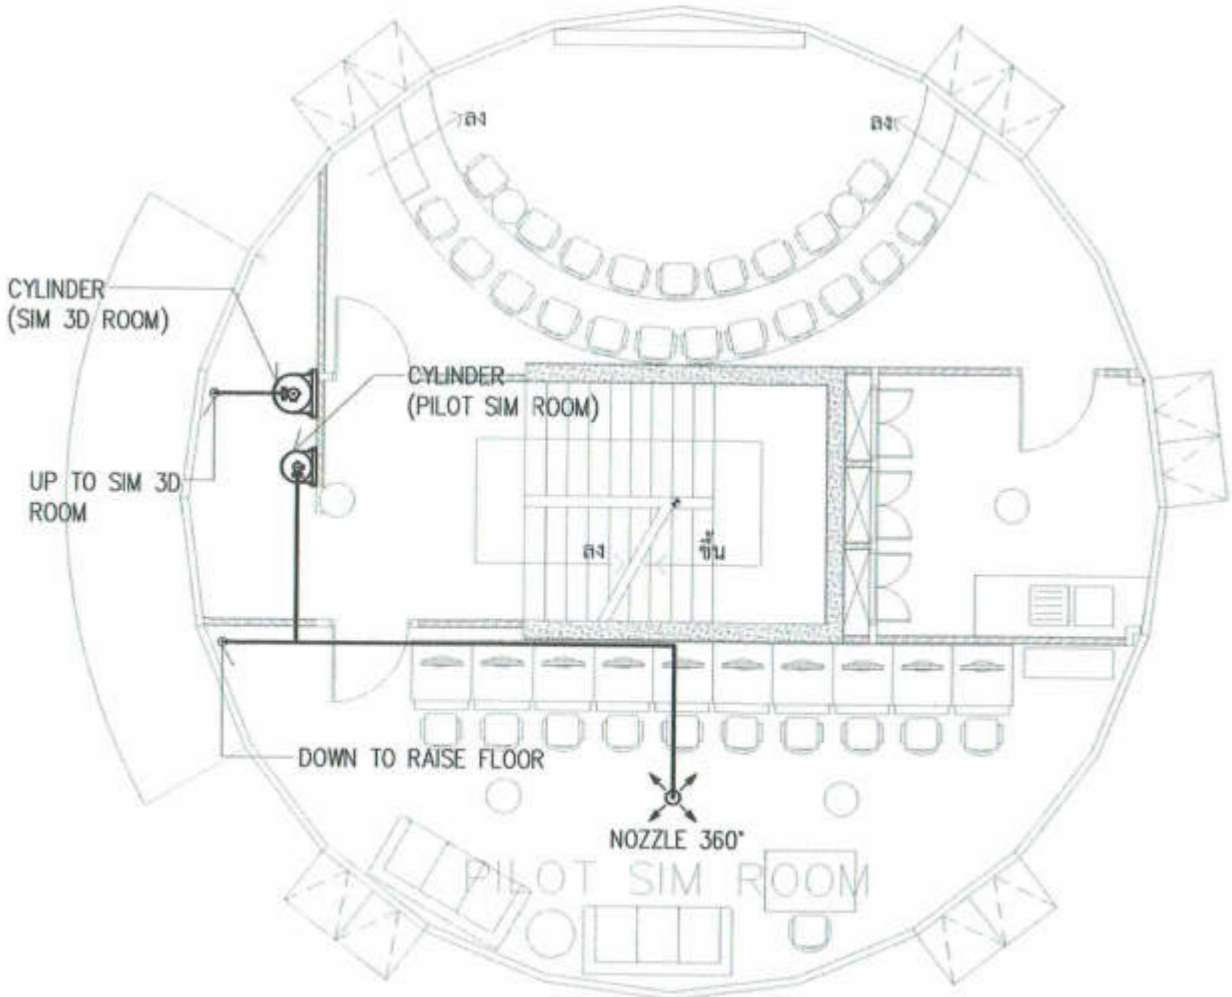 ลง
ลง
CYLINDER
(SIM 3D ROOM)
CYLINDER
(PILOT SIM ROOM)
UP TO SIM 3D
ROOM
ลง
ขึ้น
DOWN TO RAISE FLOOR
NOZZLE 360°
PILOT SIM ROOM